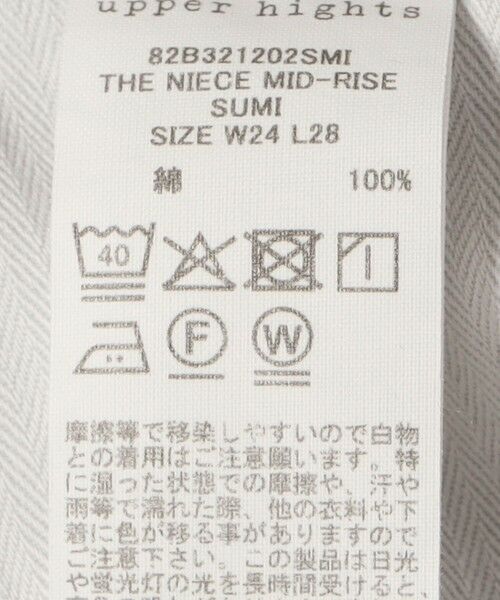 upper hights
82B321202SMI
THE NIECE MID-RISE
SUMI
SIZE W24 L28
綿 100%
40
F W
摩擦等で移染しやすいので白物
との着用はご注意願います。特
に湿った状態での摩擦や、汗や
雨等で濡れた際、他の衣料や下
着に色が移る事がありますので
ご注意下さい。この製品は日光
や蛍光灯の光を長時間受けると、